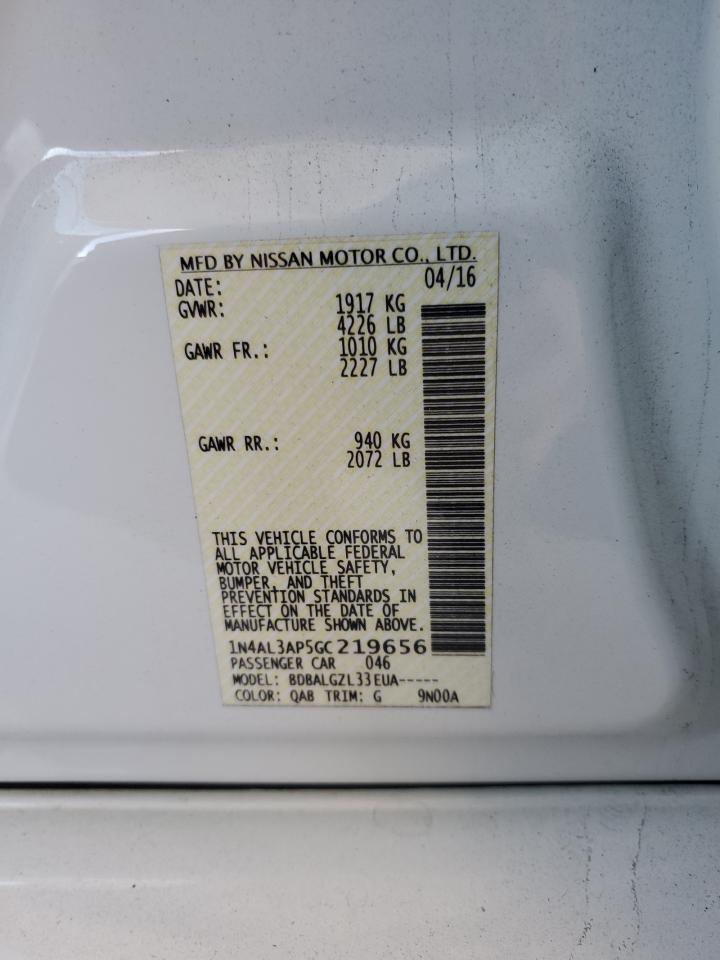 MFD BY NISSAN MOTOR CO., LTD.
DATE: 04/16
GVWR: 1917 KG
4226 LB
GAWR FR.: 1010 KG
2227 LB
GAWR RR.: 940 KG
2072 LB
THIS VEHICLE CONFORMS TO
ALL APPLICABLE FEDERAL
MOTOR VEHICLE SAFETY,
BUMPER, AND THEFT
PREVENTION STANDARDS IN
EFFECT ON THE DATE OF
MANUFACTURE SHOWN ABOVE.
1N4AL3AP5GC219656
PASSENGER CAR 046
MODEL: BDBALGZL33EUA-----
COLOR: QAB TRIM: G 9N00A